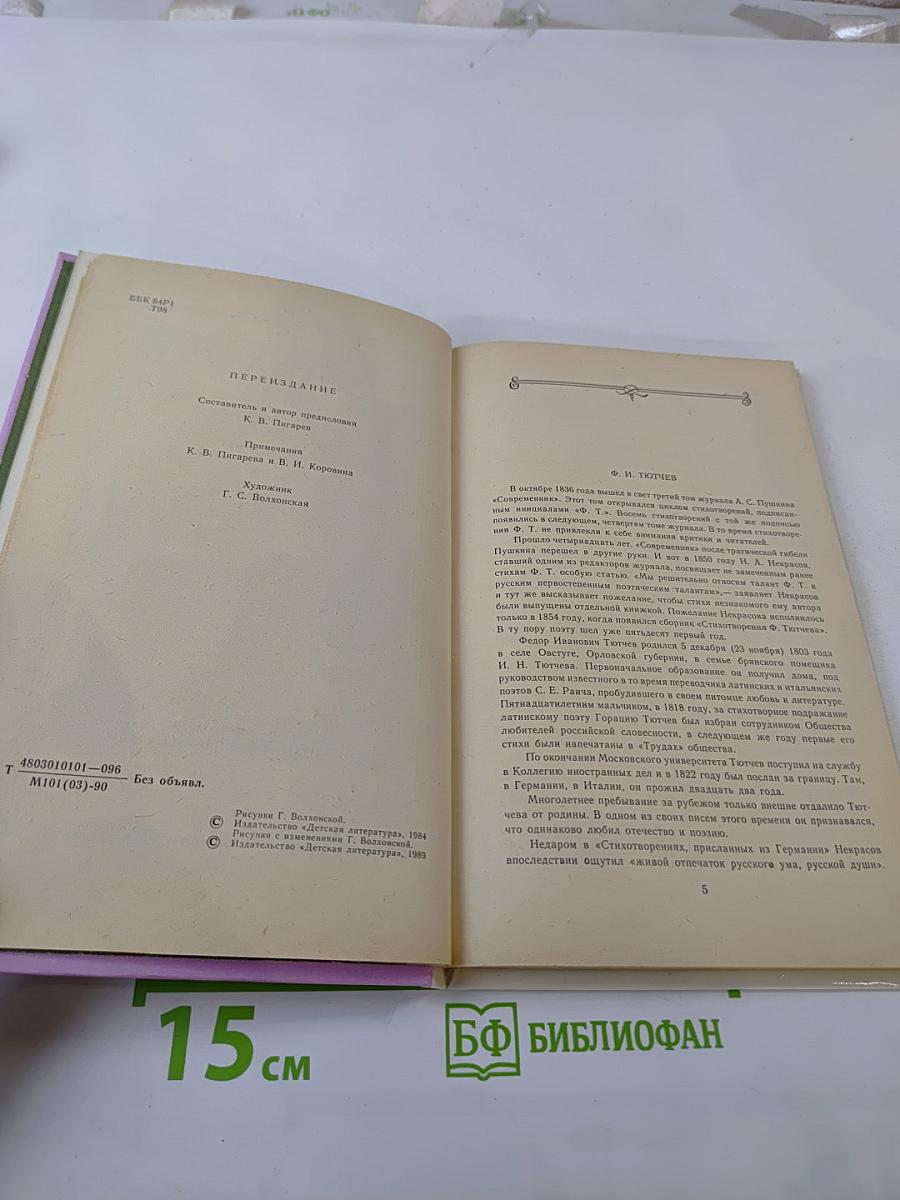 ОФО
ББК 84Р1
Т98
ПЕРЕИЗДАНИЕ
Составитель и автор предисловия
К. В. Пигарев
Примечания
К. В. Пигарева и В. И. Коровина
Художник
Г. С. Волхонская
Т 4803010101—096
М101(03)-90 Без объявл.
© Рисунки Г. Волхонской.
Издательство «Детская литература», 1984
© Рисунки с изменениями Г. Волхонской.
Издательство «Детская литература», 1989
Ф. И. ТЮТЧЕВ
В октябре 1836 года вышел в свет третий том журнала А. С. Пушкина
«Современник». Этот том открывался циклом стихотворений, подписан-
ным инициалами «Ф. Т.». Восемь стихотворений с той же подписью
появились в следующем, четвертом томе журнала. В то время стихотворе-
ния Ф. Т. не привлекли к себе внимания критики и читателей.
Прошло четырнадцать лет. «Современник» после трагической гибели
Пушкина перешел в другие руки. И вот в 1850 году Н. А. Некрасов,
ставший одним из редакторов журнала, посвящает не замеченным ранее
стихам Ф. Т. особую статью. «Мы решительно относим талант Ф. Т. к
русским первостепенным поэтическим талантам»,— заявляет Некрасов
и тут же высказывает пожелание, чтобы стихи незнакомого ему автора
были выпущены отдельной книжкой. Пожелание Некрасова исполнилось
только в 1854 году, когда появился сборник «Стихотворения Ф. Тютчева».
В ту пору поэту шел уже пятьдесят первый год.
Федор Иванович Тютчев родился 5 декабря (23 ноября) 1803 года
в селе Овстуге, Орловской губернии, в семье брянского помещика
И. Н. Тютчева. Первоначальное образование он получил дома, под
руководством известного в то время переводчика латинских и итальянских
поэтов С. Е. Раича, пробудившего в своем питомце любовь к литературе.
Пятнадцатилетним мальчиком, в 1818 году, за стихотворное подражание
латинскому поэту Горацию Тютчев был избран сотрудником Общества
любителей российской словесности, в следующем же году первые его
стихи были напечатаны в «Трудах» общества.
По окончании Московского университета Тютчев поступил на службу
в Коллегию иностранных дел и в 1822 году был послан за границу. Там,
в Германии, в Италии, он прожил двадцать два года.
Многолетнее пребывание за рубежом только внешне отдалило Тют-
чева от родины. В одном из своих писем этого времени он признавался,
что одинаково любил отечество и поэзию.
Недаром в «Стихотворениях, присланных из Германии» Некрасов
впоследствии ощутил «живой отпечаток русского ума, русской души».
5
15 см
БФ БИБЛИОФАН